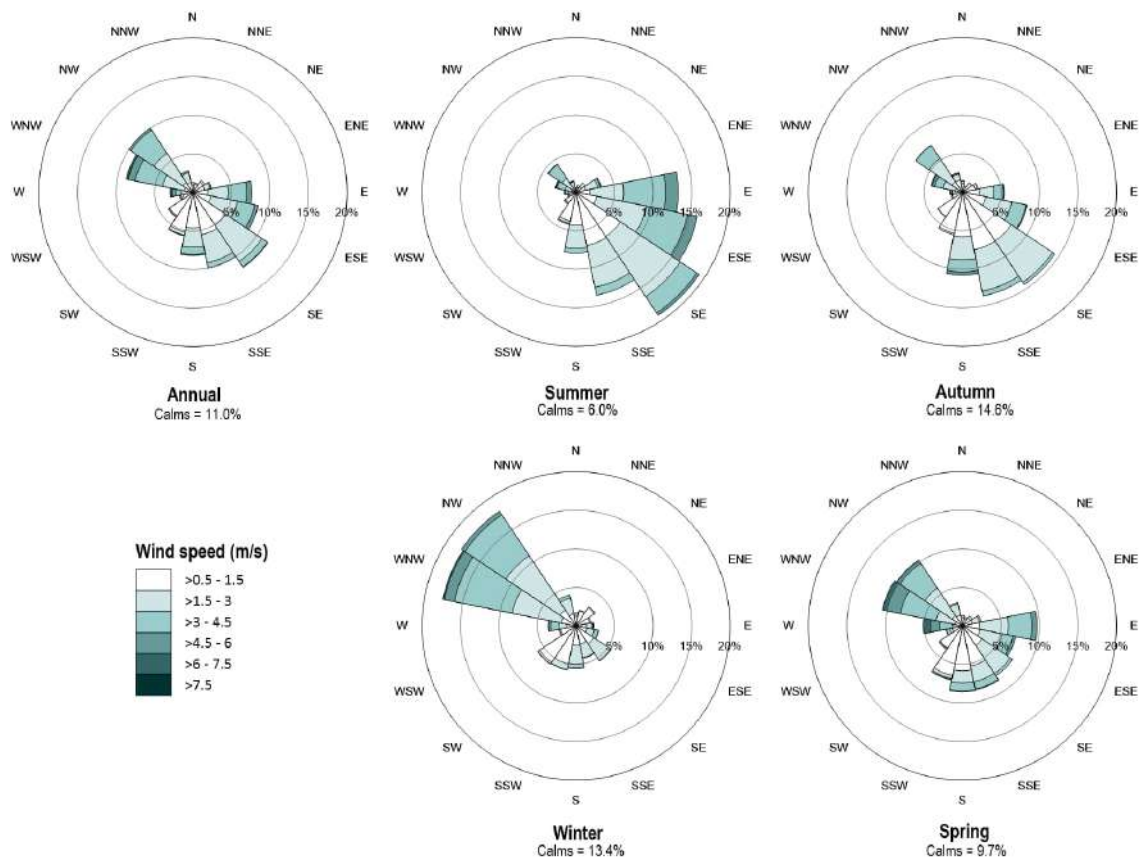 N
NNW
NNE
NW
NE
WNW
ENE
W
E
5%
10%
15%
20%
WSW
ESE
SW
SE
SSW
SSE
S
Annual
Calms = 11.0%
N
NNW
NNE
NW
NE
WNW
ENE
W
E
5%
10%
15%
20%
WSW
ESE
SW
SE
SSW
SSE
S
Summer
Calms = 6.0%
N
NNW
NNE
NW
NE
WNW
ENE
W
E
5%
10%
15%
20%
WSW
ESE
SW
SE
SSW
SSE
S
Autumn
Calms = 14.6%
Wind speed (m/s)
>0.5 - 1.5
>1.5 - 3
>3 - 4.5
>4.5 - 6
>6 - 7.5
>7.5
N
NNW
NNE
NW
NE
WNW
ENE
W
E
5%
10%
15%
20%
WSW
ESE
SW
SE
SSW
SSE
S
Winter
Calms = 13.4%
N
NNW
NNE
NW
NE
WNW
ENE
W
E
5%
10%
15%
20%
WSW
ESE
SW
SE
SSW
SSE
S
Spring
Calms = 9.7%